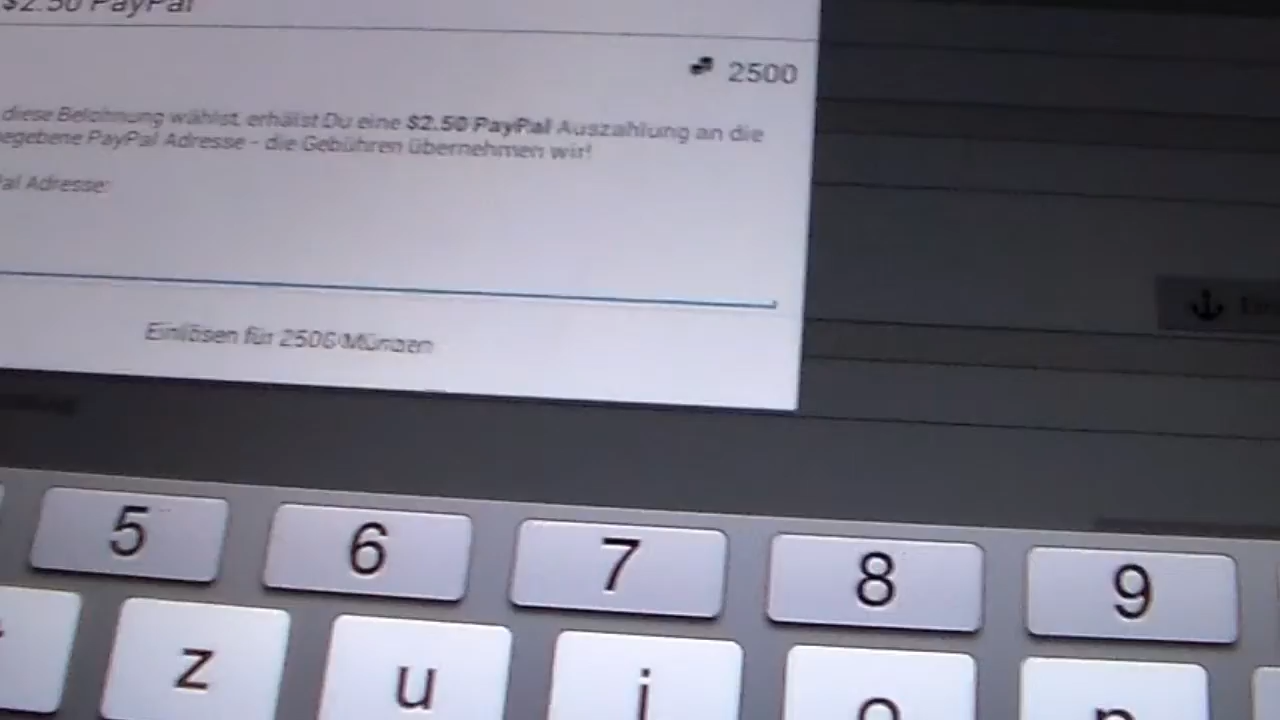 $2.50 PayPal
2500
diese Belohnung wählst, erhälst Du eine $2.50 PayPal Auszahlung an die
egebene PayPal Adresse - die Gebühren übernehmen wir!
Pal Adresse:
Einlösen für 2500 Münzen
5 6 7 8 9
z u i o p